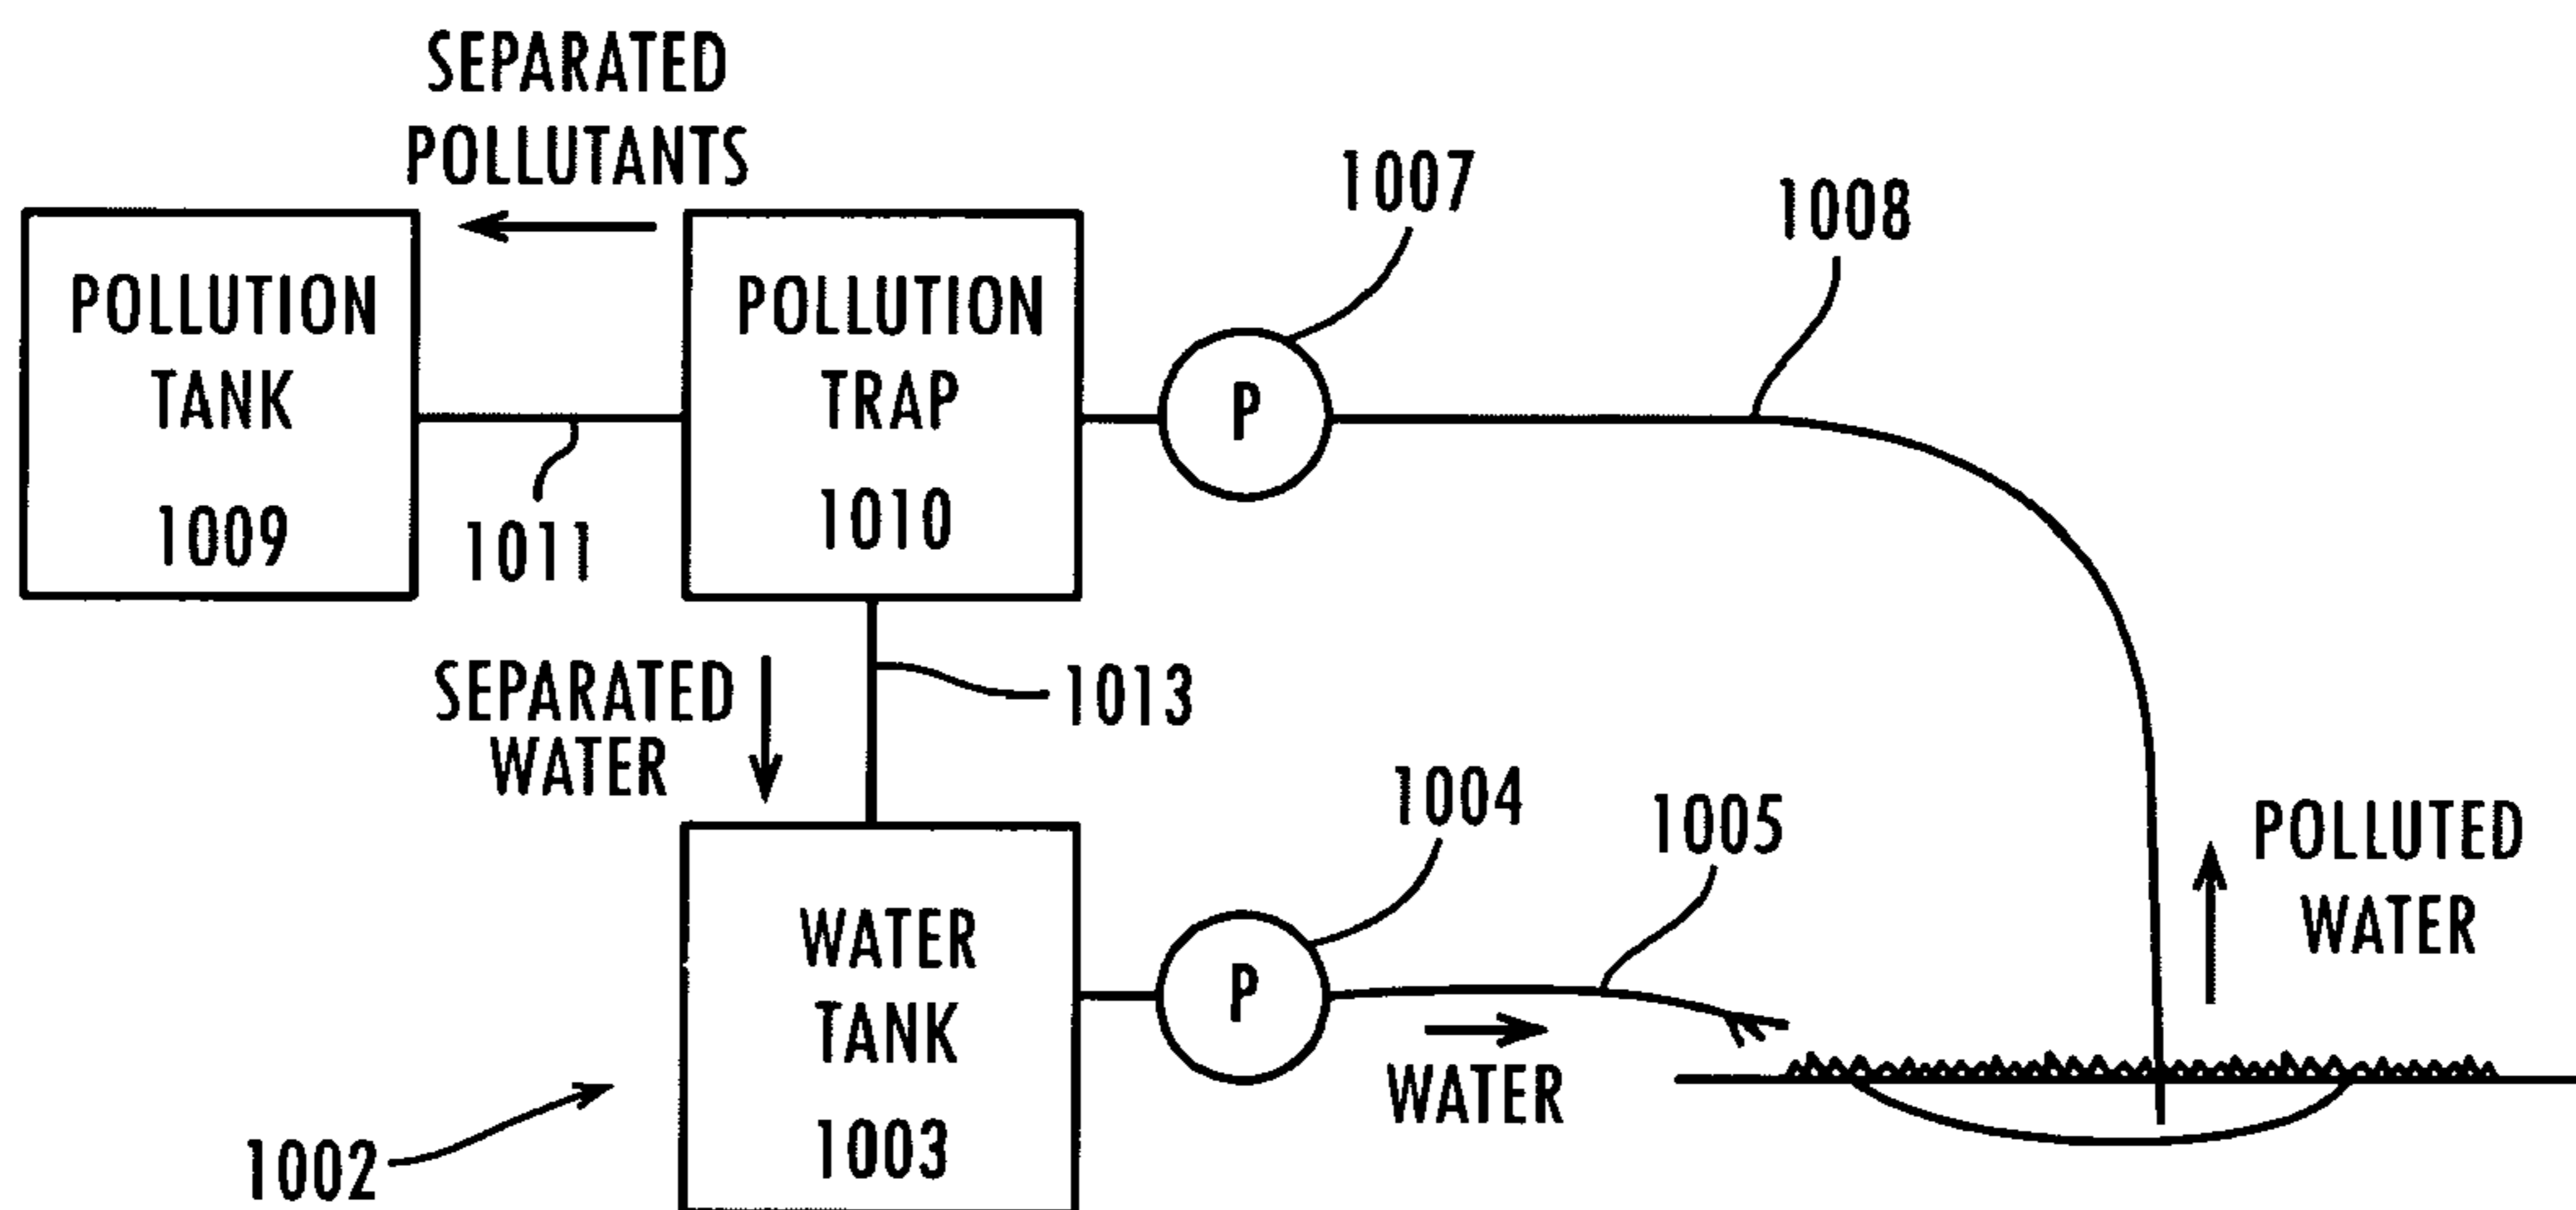 SEPARATED
POLLUTANTS
1007
1008
POLLUTION
TANK
1009
1011
POLLUTION
TRAP
1010
P
SEPARATED
WATER
1013
1004
1005
POLLUTED
WATER
WATER
TANK
1003
P
WATER
1002